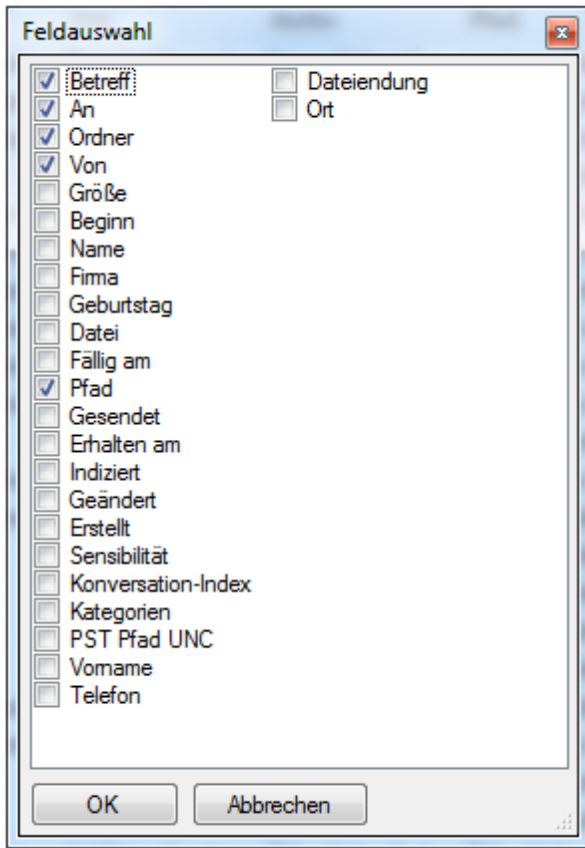 Feldauswahl
Betreff
An
Ordner
Von
Größe
Beginn
Name
Firma
Geburtstag
Datei
Fällig am
Pfad
Gesendet
Erhalten am
Indiziert
Geändert
Erstellt
Sensibilität
Konversation-Index
Kategorien
PST Pfad UNC
Vorname
Telefon
Dateiendung
Ort
OK
Abbrechen